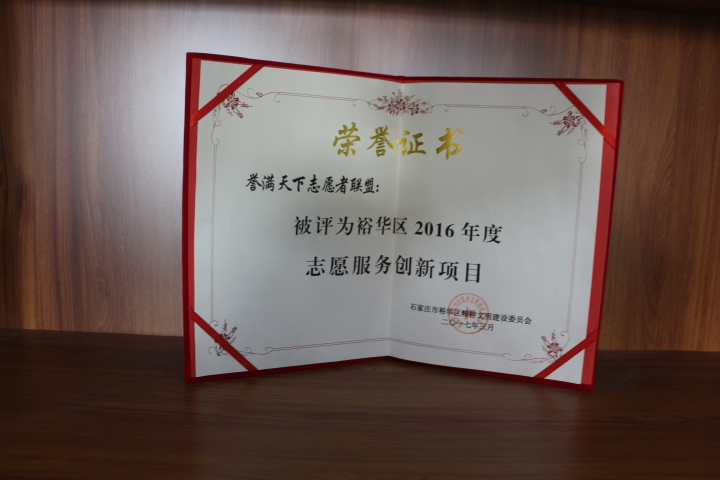 荣誉证书
誉满天下志愿者联盟：
被评为裕华区 2016 年度
志愿服务创新项目
石家庄市裕华区精神文明建设委员会
二〇一七年三月